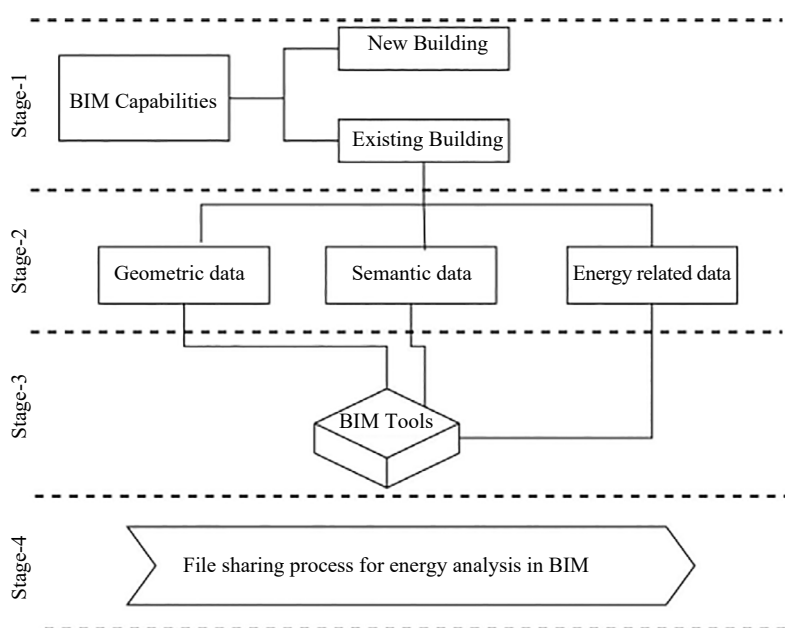 Stage-1
BIM Capabilities
New Building
Existing Building
Stage-2
Geometric data
Semantic data
Energy related data
Stage-3
BIM Tools
Stage-4
File sharing process for energy analysis in BIM